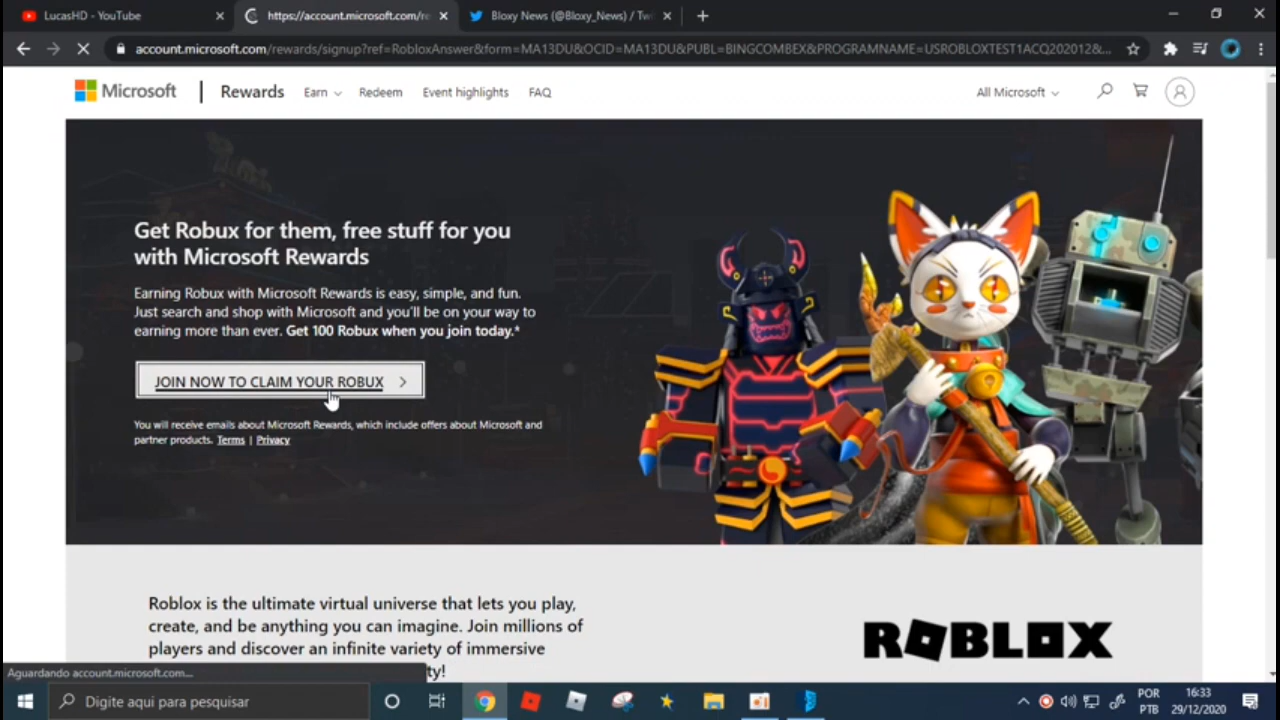 LucasHD - YouTube
https://account.microsoft.com/re
Bloxy News (@Bloxy_News) / Twi
account.microsoft.com/rewards/signup?ref=RobloxAnswer&form=MA13DU&OCID=MA13DU&PUBL=BINGCOMBEX&PROGRAMNAME=USROBLOXTEST1ACQ202012&...
Microsoft | Rewards Earn Redeem Event highlights FAQ All Microsoft
Get Robux for them, free stuff for you
with Microsoft Rewards
Earning Robux with Microsoft Rewards is easy, simple, and fun.
Just search and shop with Microsoft and you'll be on your way to
earning more than ever. Get 100 Robux when you join today.*
JOIN NOW TO CLAIM YOUR ROBUX >
You will receive emails about Microsoft Rewards, which include offers about Microsoft and
partner products. Terms | Privacy
Roblox is the ultimate virtual universe that lets you play,
create, and be anything you can imagine. Join millions of
players and discover an infinite variety of immersive
ty!
ROBLOX
Aguardando account.microsoft.com...
Digite aqui para pesquisar
POR
PTB
16:33
29/12/2020